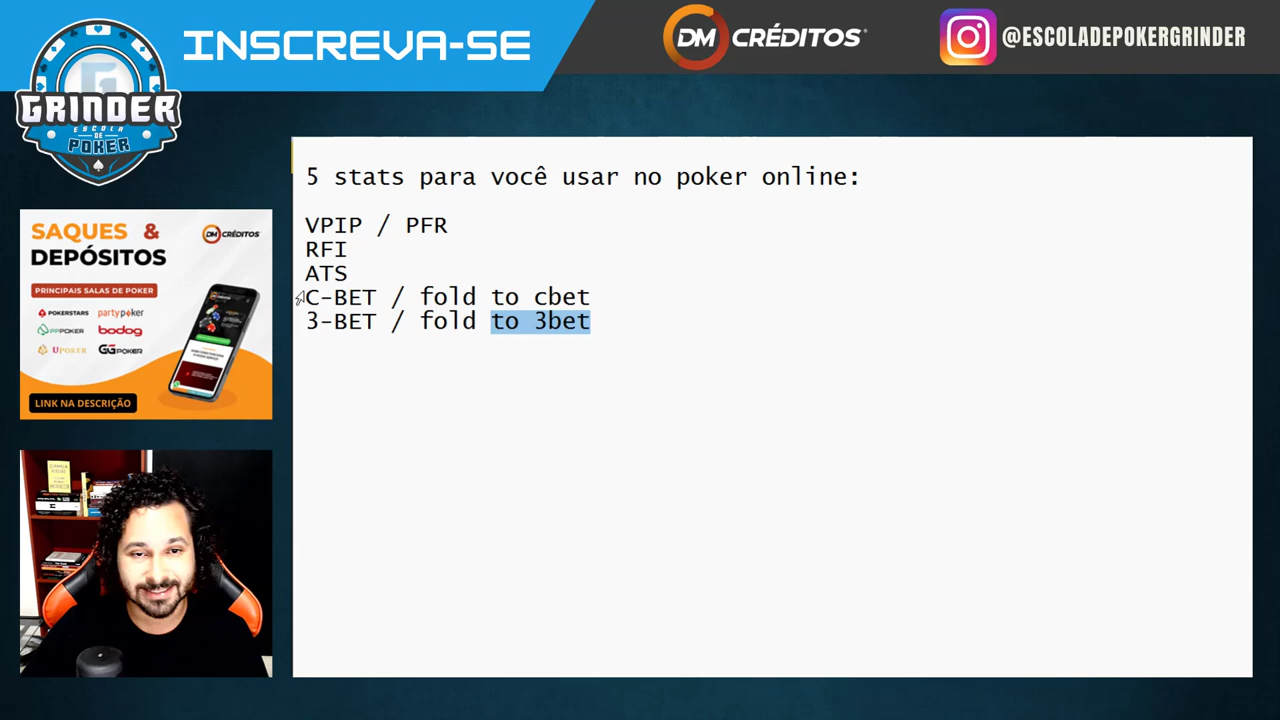 INSCREVA-SE
DM CRÉDITOS
@ESCOLADEPOKERGRINDER
GRINDER
ESCOLA
DE
POKER
SAQUES &
DEPÓSITOS
DM CRÉDITOS
PRINCIPAIS SALAS DE POKER
POKERSTARS partypoker
PPPOKER bodog
UPOKER GGPOKER
LINK NA DESCRIÇÃO
5 stats para você usar no poker online:
VPIP / PFR
RFI
ATS
C-BET / fold to cbet
3-BET / fold to 3bet